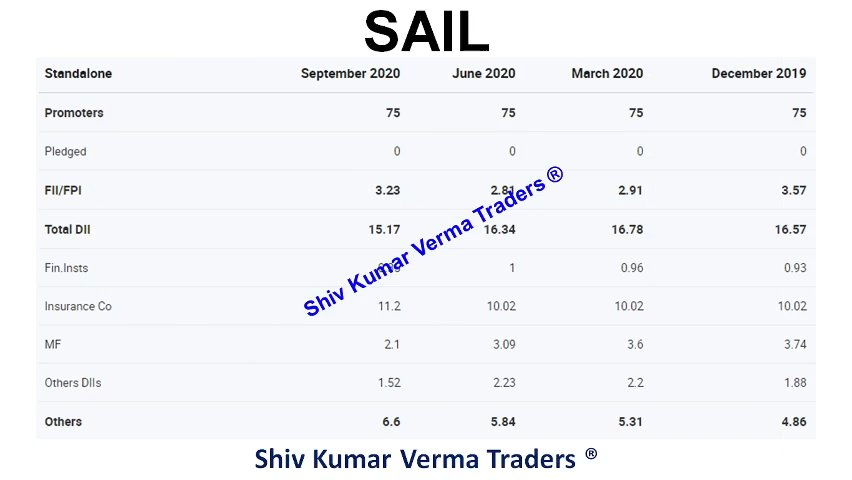 SAIL
Standalone September 2020 June 2020 March 2020 December 2019
Promoters 75 75 75 75
Pledged 0 0 0 0
FII/FPI 3.23 2.81 2.91 3.57
Total DII 15.17 16.34 16.78 16.57
Fin.Insts 1 0.96 0.93
Insurance Co 11.2 10.02 10.02 10.02
MF 2.1 3.09 3.6 3.74
Others DIIs 1.52 2.23 2.2 1.88
Others 6.6 5.84 5.31 4.86
Shiv Kumar Verma Traders ®
Shiv Kumar Verma Traders ®